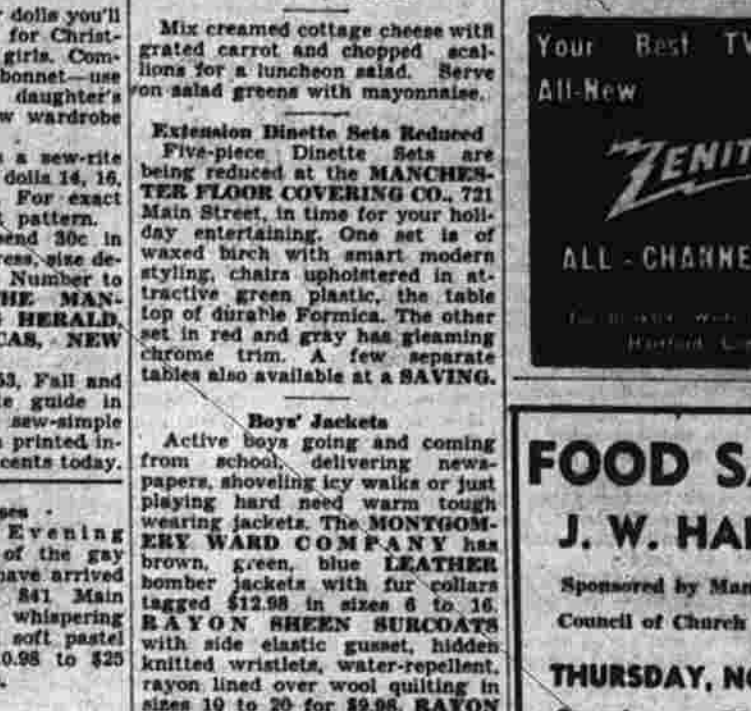 dolls you'll
for Christ-
girls. Com-
bonnet—use
daughter's
w wardrobe
a sew-rite
dolls 14, 16,
For exact
pattern.
send 30c in
ress, size de-
Number to
HE MAN-
HERALD,
CAS, NEW
53, Fall and
guide in
sew-simple
printed in-
cents today.
Evening
of the gay
have arrived
841 Main
whispering
soft pastel
0.98 to $25
Mix creamed cottage cheese with
grated carrot and chopped scal-
lions for a luncheon salad. Serve
on salad greens with mayonnaise.
Extension Dinette Sets Reduced
Five-piece Dinette Sets are
being reduced at the MANCHES-
TER FLOOR COVERING CO., 721
Main Street, in time for your holi-
day entertaining. One set is of
waxed birch with smart modern
styling, chairs upholstered in at-
tractive green plastic, the table
top of durable Formica. The other
set in red and gray has gleaming
chrome trim. A few separate
tables also available at a SAVING.
Boys' Jackets
Active boys going and coming
from school, delivering news-
papers, shoveling icy walks or just
playing hard need warm tough
wearing jackets. The MONTGOM-
ERY WARD COMPANY has
brown, green, blue LEATHER
bomber jackets with fur collars
tagged $12.98 in sizes 6 to 16.
RAYON SHEEN SURCOATS
with side elastic gusset, hidden
knitted wristlets, water-repellent,
rayon lined over wool quilting in
sizes 10 to 20 for $9.98. RAYON
Your Best TV
All-New
ZENIT
ALL-CHANNE
FOOD S
J. W. HA
Sponsored by Man
Council of Church
THURSDAY, NO